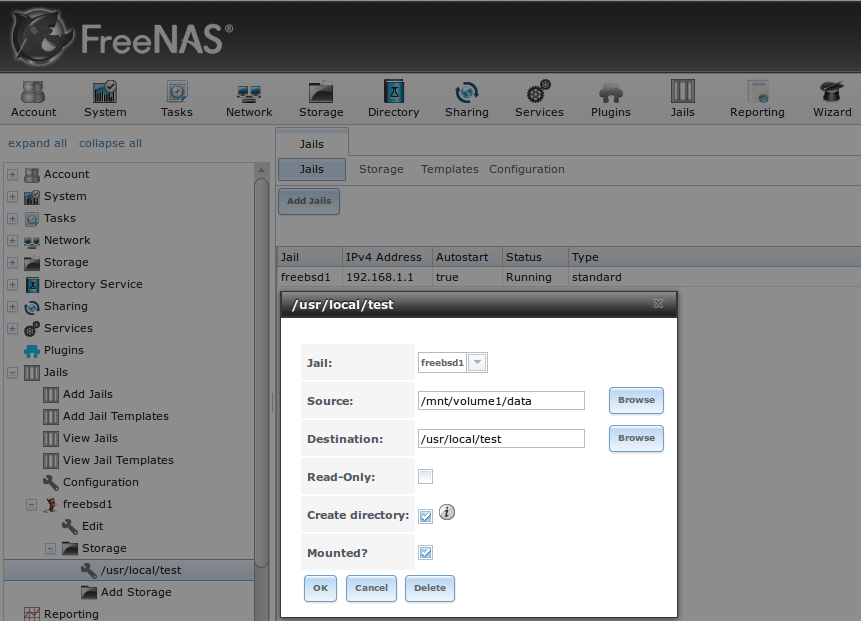 FreeNAS®
Account System Tasks Network Storage Directory Sharing Services Plugins Jails Reporting Wizard
expand all collapse all
Account
System
Tasks
Network
Storage
Directory Service
Sharing
Services
Plugins
Jails
Add Jails
Add Jail Templates
View Jails
View Jail Templates
Configuration
freebsd1
Edit
Storage
/usr/local/test
Add Storage
Reporting
Jails
Jails Storage Templates Configuration
Add Jails
Jail IPv4 Address Autostart Status Type
freebsd1 192.168.1.1 true Running standard
/usr/local/test
Jail: freebsd1
Source: /mnt/volume1/data Browse
Destination: /usr/local/test Browse
Read-Only:
Create directory:
Mounted?
OK Cancel Delete